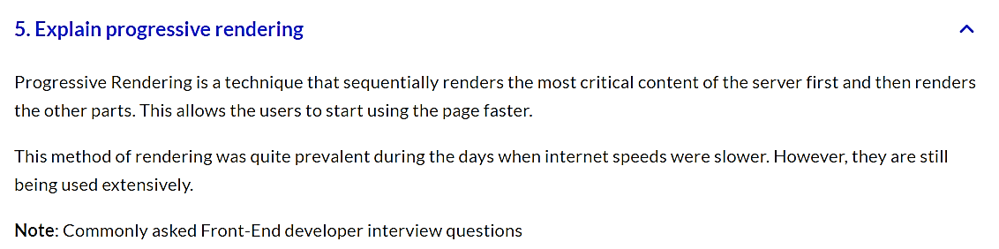 5. Explain progressive rendering
Progressive Rendering is a technique that sequentially renders the most critical content of the server first and then renders
the other parts. This allows the users to start using the page faster.
This method of rendering was quite prevalent during the days when internet speeds were slower. However, they are still
being used extensively.
Note: Commonly asked Front-End developer interview questions